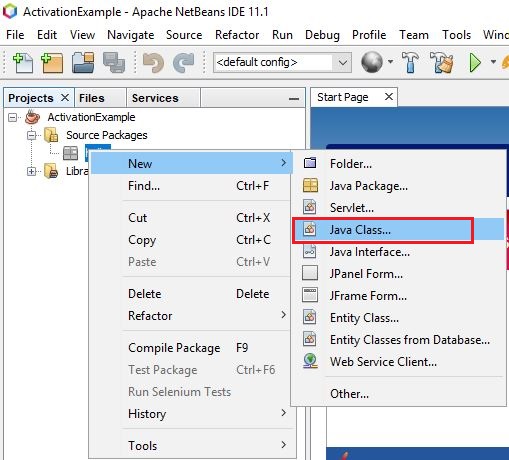 ActivationExample - Apache NetBeans IDE 11.1
File Edit View Navigate Source Refactor Run Debug Profile Team Tools Win
<default config>
Projects Files Services
Start Page
ActivationExample
Source Packages
Libra
New
Find... Ctrl+F
Cut Ctrl+X
Copy Ctrl+C
Paste Ctrl+V
Delete Delete
Refactor
Compile Package F9
Test Package Ctrl+F6
Run Selenium Tests
History
Tools
Folder...
Java Package...
Servlet...
Java Class...
Java Interface...
JPanel Form...
JFrame Form...
Entity Class...
Entity Classes from Database...
Web Service Client...
Other...